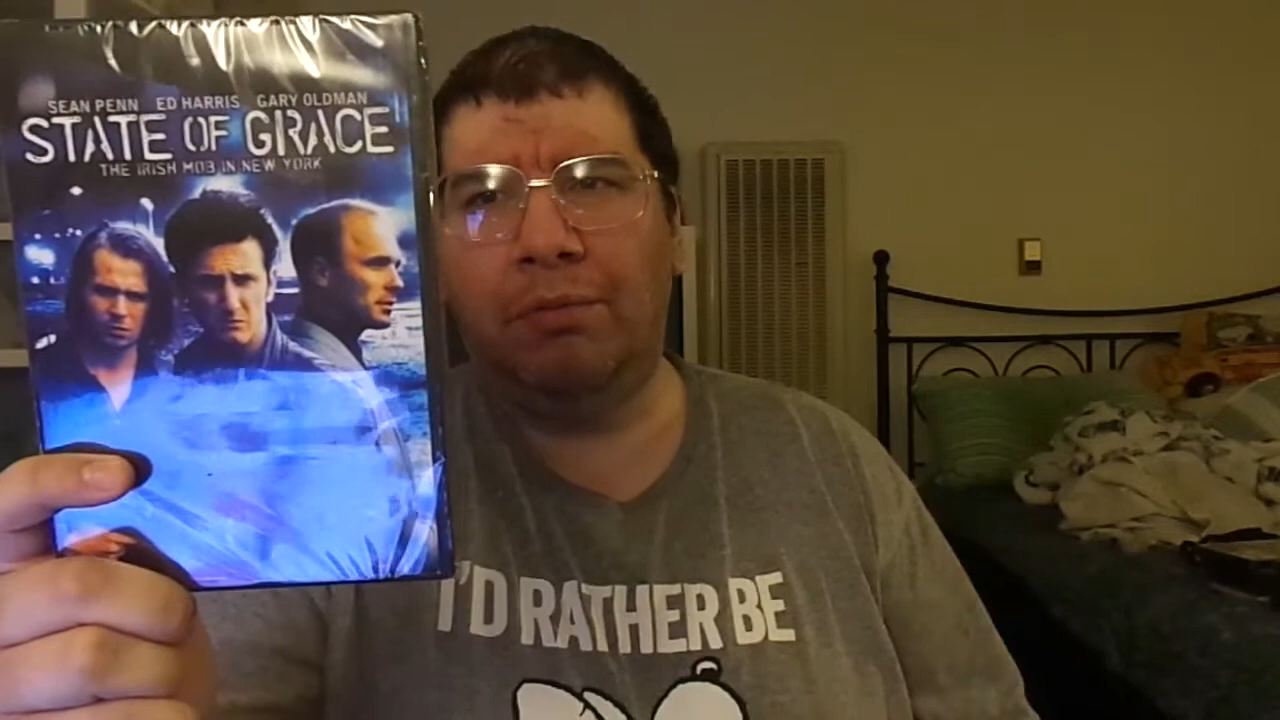 SEAN PENN ED HARRIS GARY OLDMAN
STATE OF GRACE
THE IRISH MOB IN NEW YORK
I'D RATHER BE